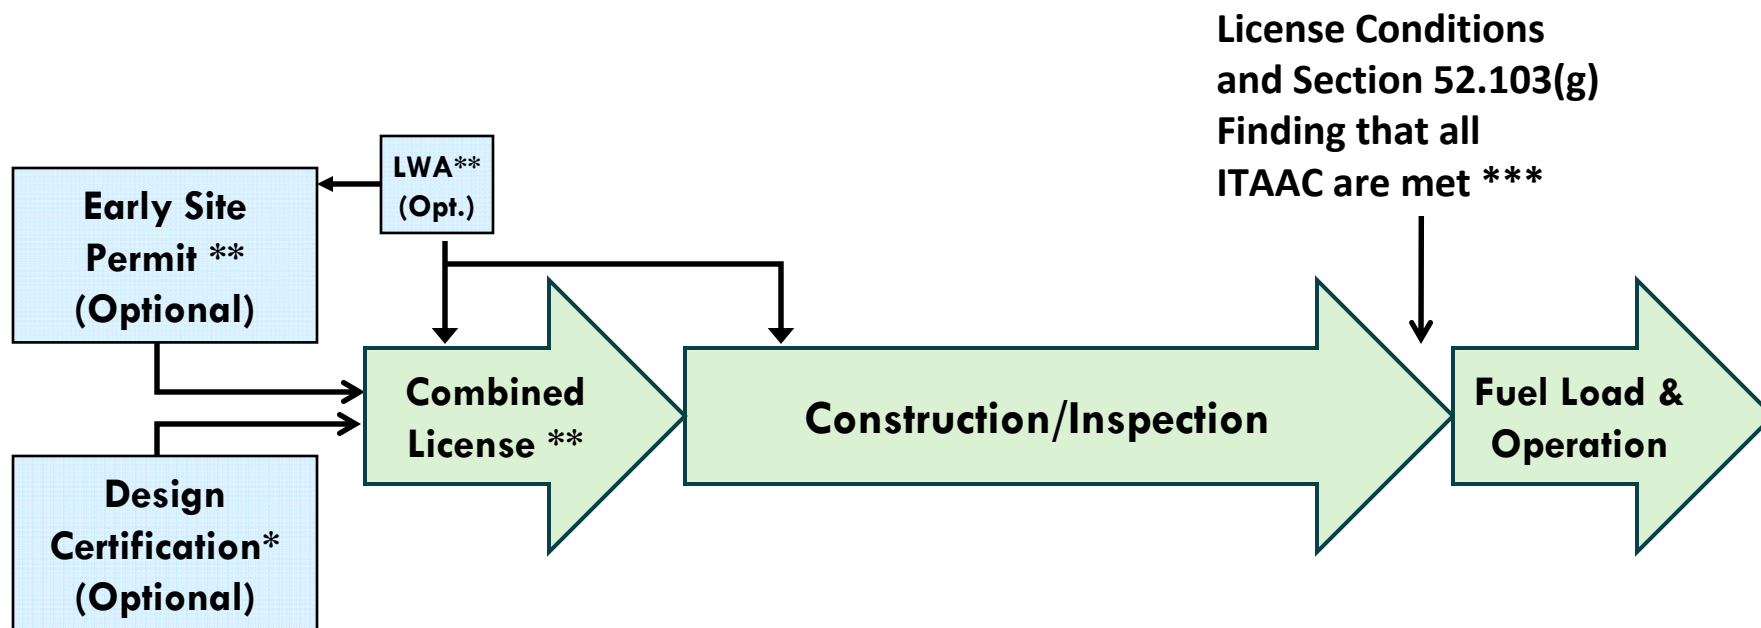 License Conditions
and Section 52.103(g)
Finding that all
ITAAC are met ***
LWA**
(Opt.)
Early Site
Permit **
(Optional)
Combined
License **
Construction/Inspection
Fuel Load &
Operation
Design
Certification*
(Optional)